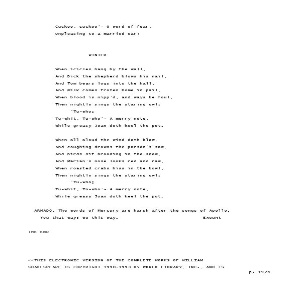 Cuckoo, cuckoo'- O word of fear,
Unpleasing to a married ear!
WINTER
When icicles hang by the wall,
And Dick the shepherd blows his nail,
And Tom bears logs into the hall,
And milk comes frozen home in pail,
When blood is nipp'd, and ways be foul,
Then nightly sings the staring owl:
'Tu-who;
Tu-whit, Tu-who'- A merry note,
While greasy Joan doth keel the pot.
When all aloud the wind doth blow,
And coughing drowns the parson's saw,
And birds sit brooding in the snow,
And Marian's nose looks red and raw,
When roasted crabs hiss in the bowl,
Then nightly sings the staring owl:
'Tu-who;
Tu-whit, Tu-who'- A merry note,
While greasy Joan doth keel the pot.
ARMADO. The words of Mercury are harsh after the songs of Apollo.
You that way: we this way. Exeunt
THE END
<<THIS ELECTRONIC VERSION OF THE COMPLETE WORKS OF WILLIAM
SHAKESPEARE IS COPYRIGHT 1990-1993 BY WORLD LIBRARY, INC., AND IS